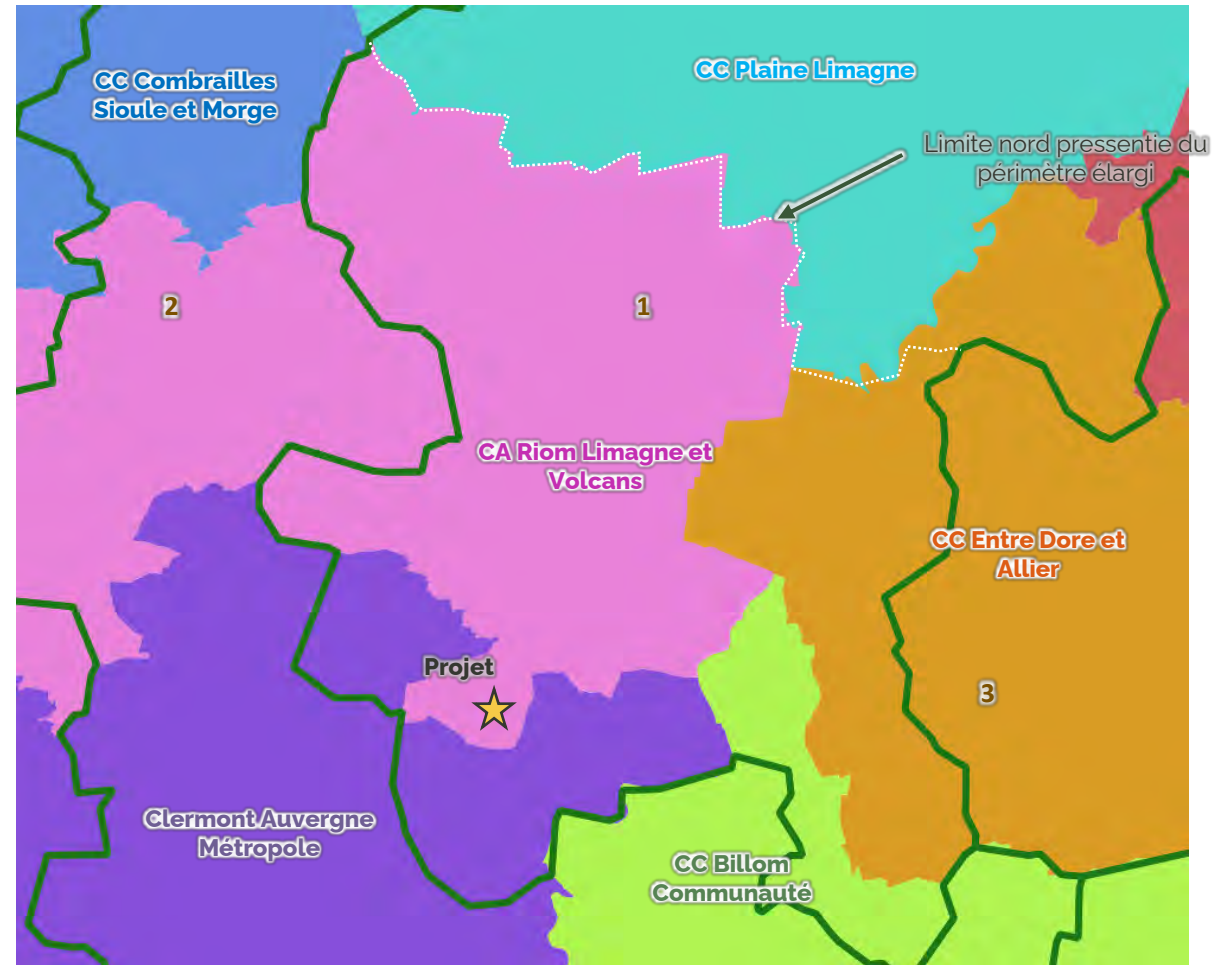 CC Combrailles
Sioule et Morge
CC Plaine Limagne
Limite nord pressentie du
périmètre élargi
2
1
CA Riom Limagne et
Volcans
CC Entre Dore et
Allier
Projet
3
Clermont Auvergne
Métropole
CC Billom
Communauté